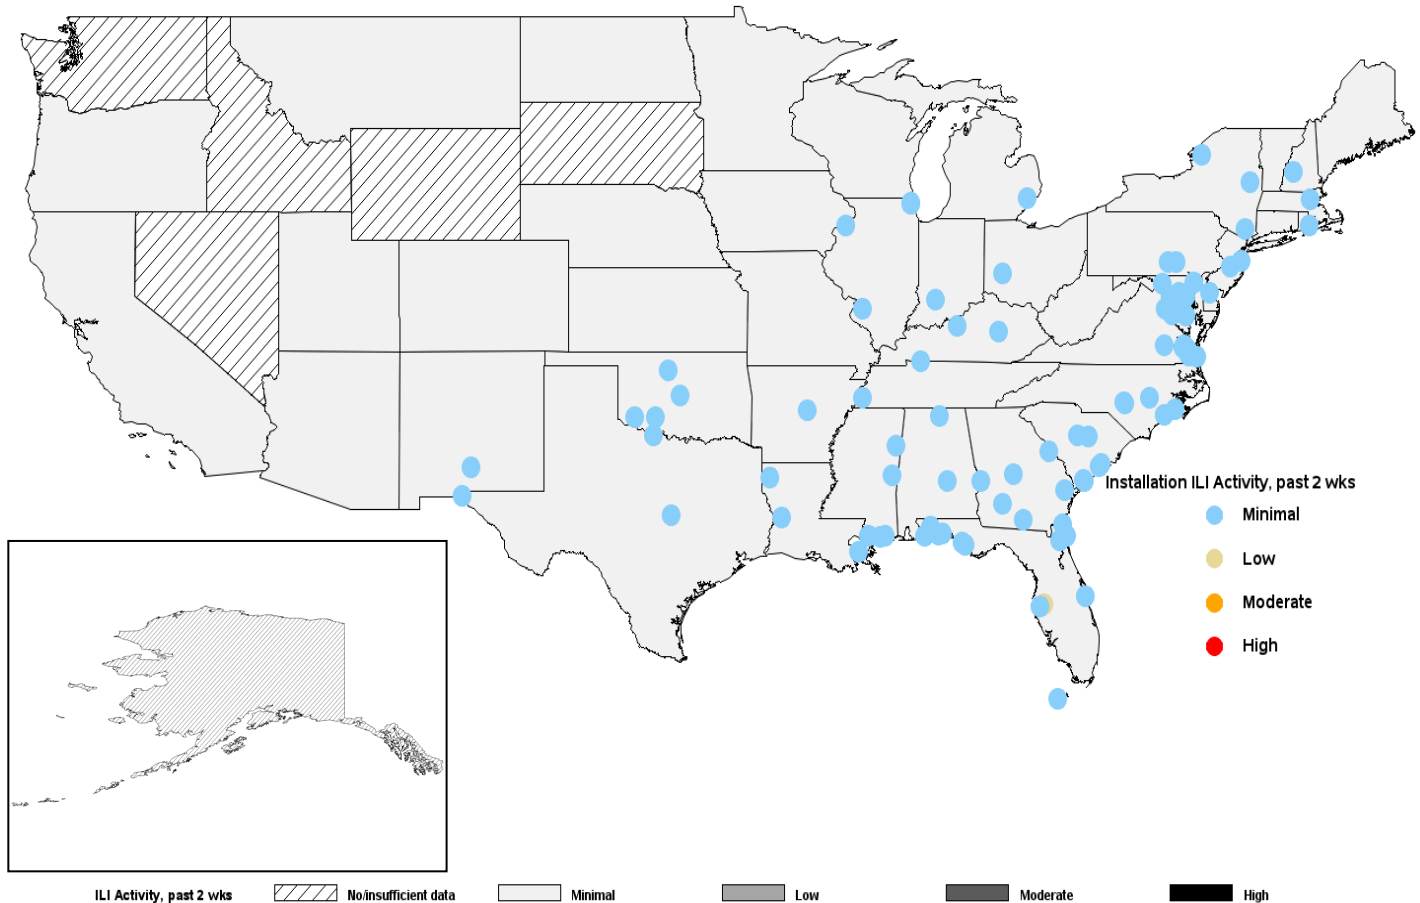 Installation ILI Activity, past 2 wks
Minimal
Low
Moderate
High
ILI Activity, past 2 wks No/insufficient data Minimal Low Moderate High